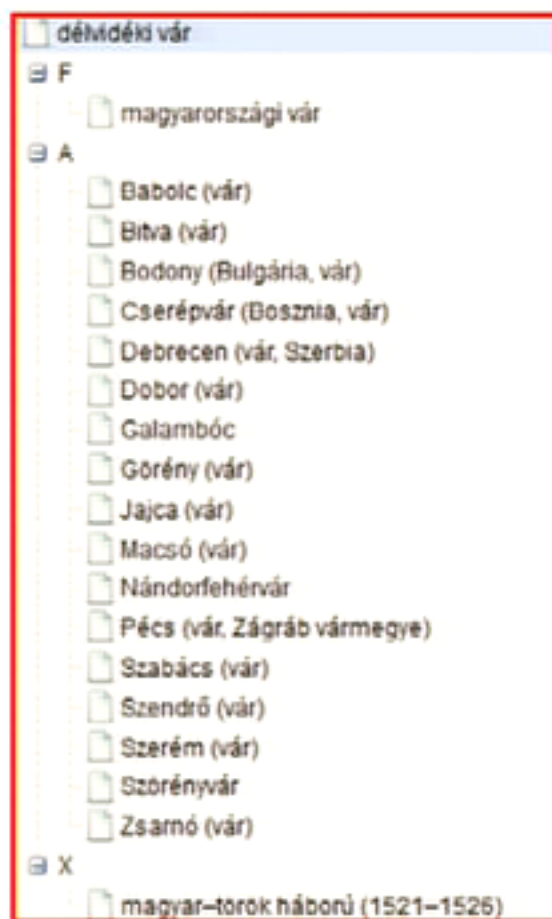 délvidéki vár
F
magyarországi vár
A
Babolc (vár)
Bitva (vár)
Bodony (Bulgária, vár)
Cserépvár (Bosznia, vár)
Debrecen (vár, Szerbia)
Dobor (vár)
Galambóc
Görény (vár)
Jajca (vár)
Macsó (vár)
Nándorfehérvár
Pécs (vár, Zágráb vármegye)
Szabács (vár)
Szendrő (vár)
Szerém (vár)
Szörényvár
Zsarnó (vár)
X
magyar–török háború (1521–1526)